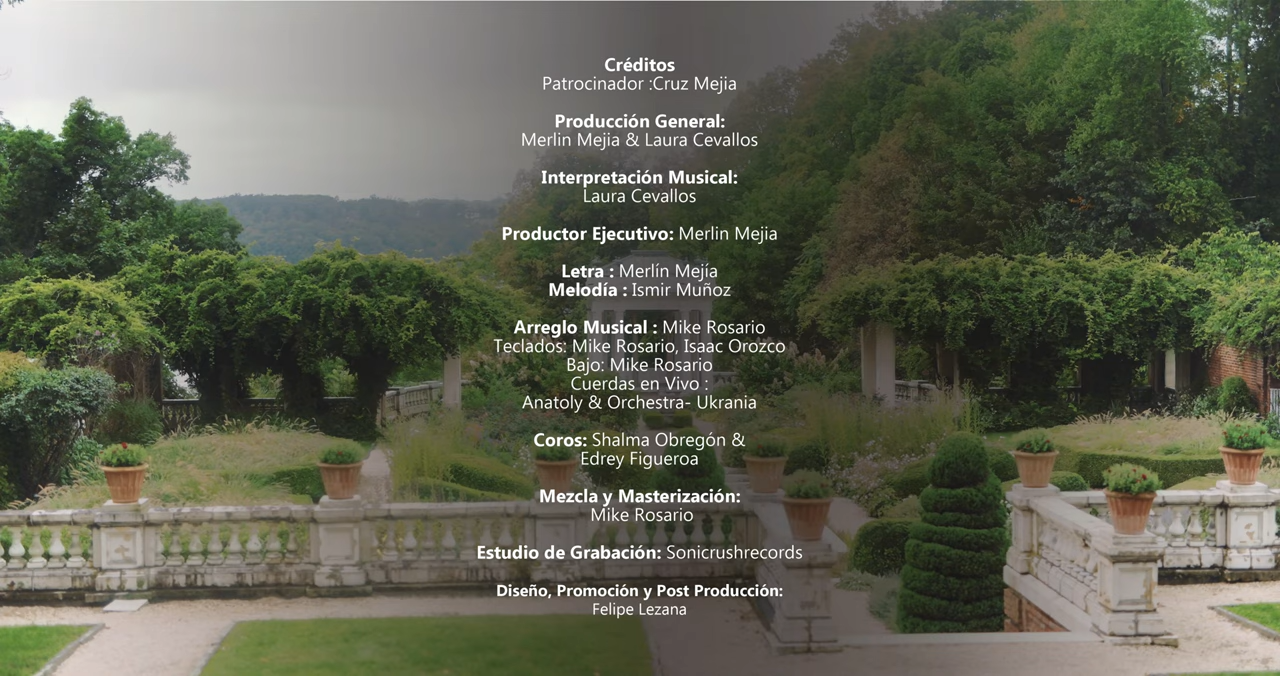 Créditos
Patrocinador :Cruz Mejia
Producción General:
Merlin Mejia & Laura Cevallos
Interpretación Musical:
Laura Cevallos
Productor Ejecutivo: Merlin Mejia
Letra : Merlín Mejía
Melodía : Ismir Muñoz
Arreglo Musical : Mike Rosario
Teclados: Mike Rosario, Isaac Orozco
Bajo: Mike Rosario
Cuerdas en Vivo :
Anatoly & Orchestra- Ukrania
Coros: Shalma Obregón &
Edrey Figueroa
Mezcla y Masterización:
Mike Rosario
Estudio de Grabación: Sonicrushrecords
Diseño, Promoción y Post Producción:
Felipe Lezana